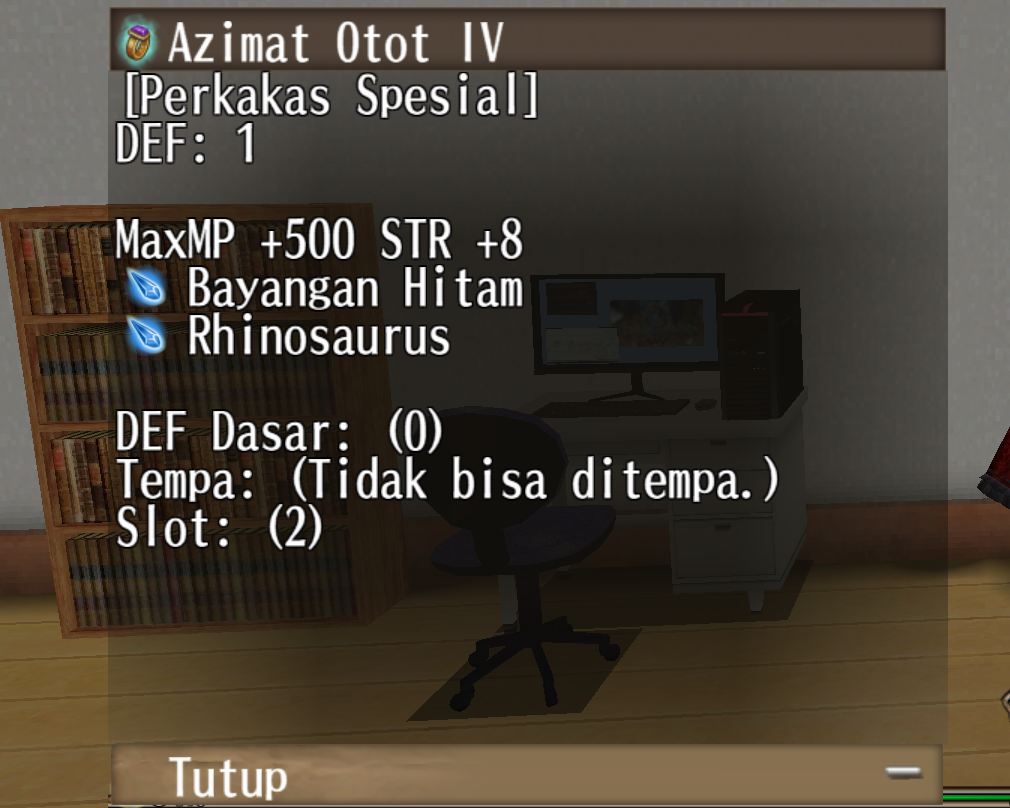 Azimat Otot IV
[Perkakas Spesial]
DEF: 1
MaxMP +500 STR +8
Bayangan Hitam
Rhinosaurus
DEF Dasar: (0)
Tempa: (Tidak bisa ditempa.)
Slot: (2)
Tutup